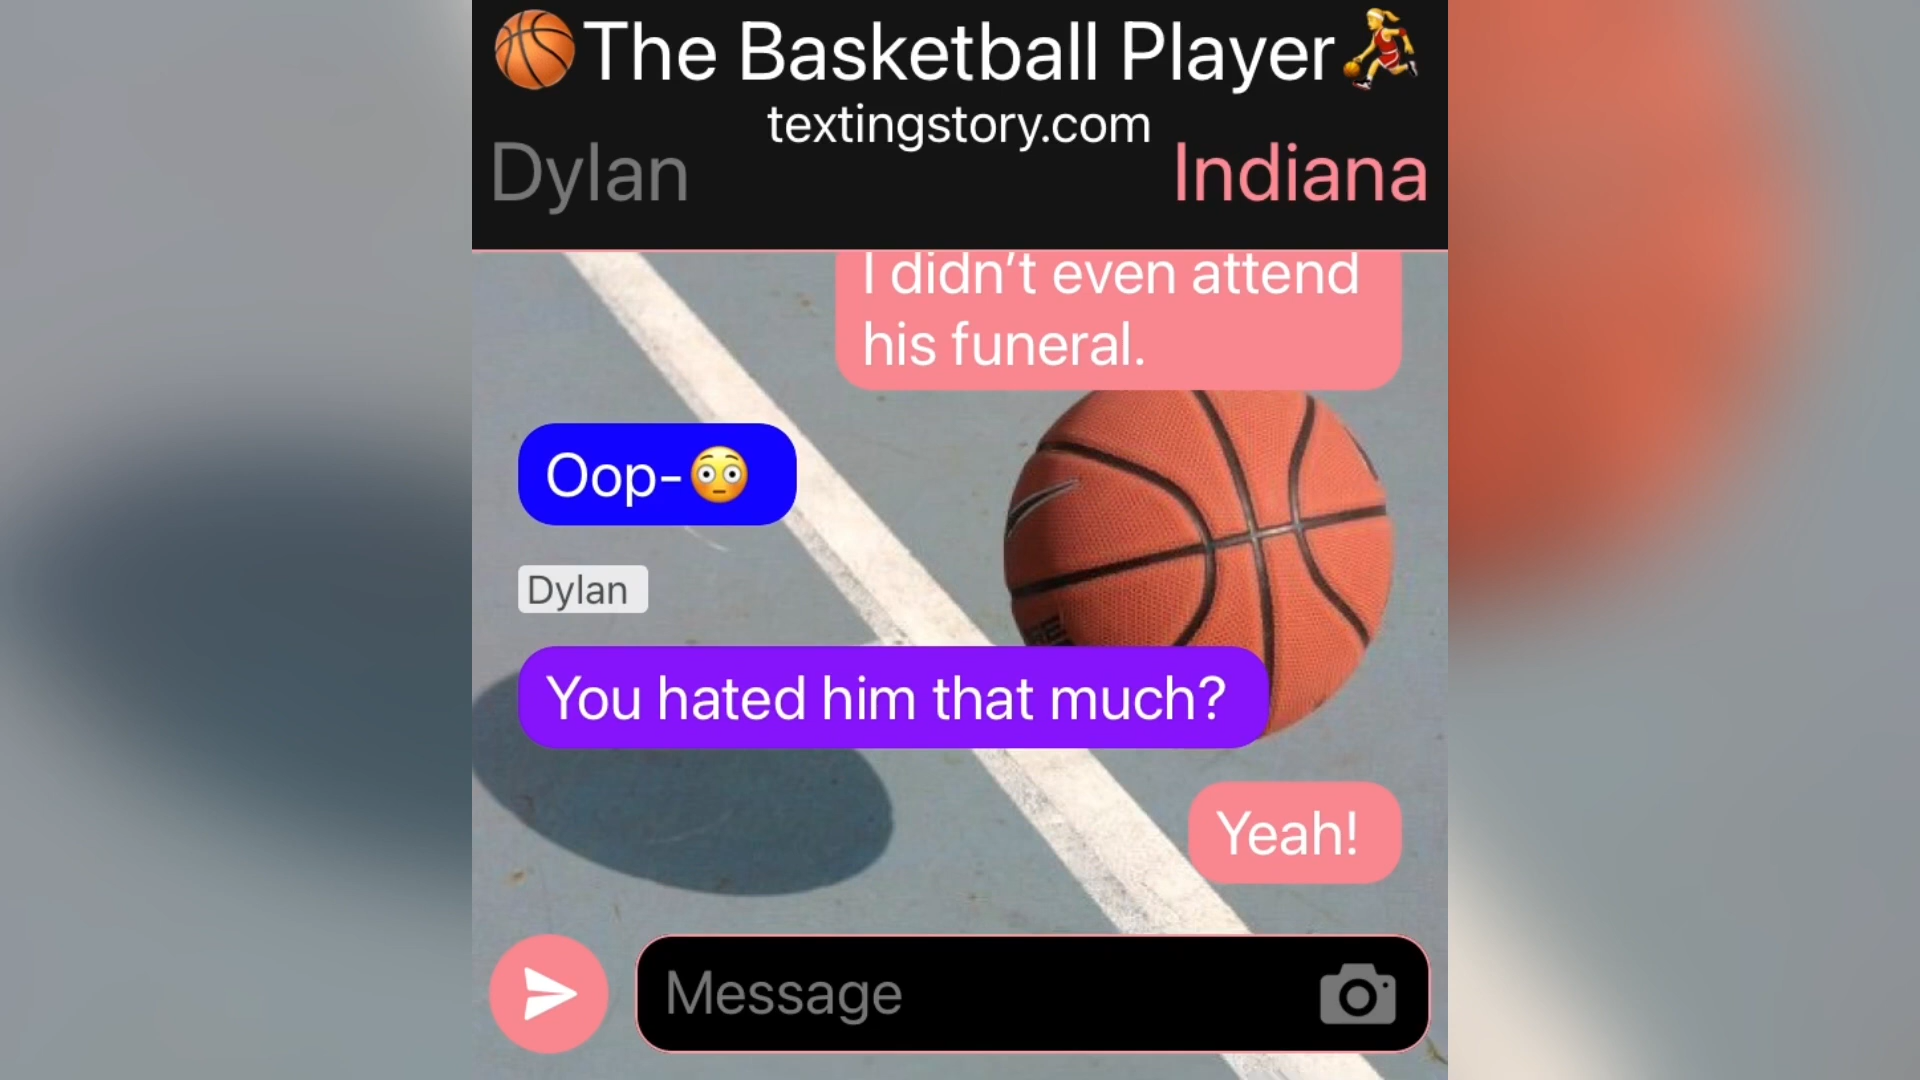 🏀The Basketball Player⛹️‍♀️
textingstory.com
Dylan
Indiana
I didn’t even attend
his funeral.
Oop-😳
Dylan
You hated him that much?
Yeah!
Message